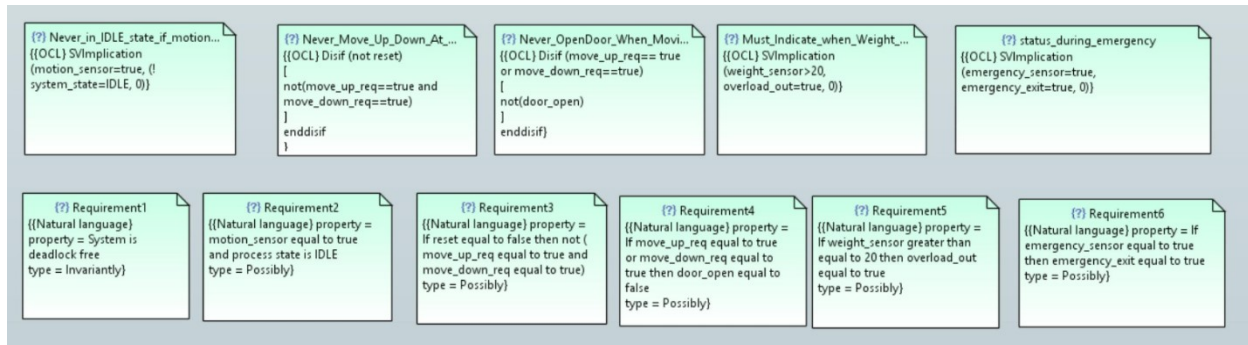 {?} Never_in_IDLE_state_if_motion...
{{OCL} SVImplication
(motion_sensor=true, (!
system_state=IDLE, 0)}
{?} Never_Move_Up_Down_At_...
{{OCL} Disif (not reset)
[
not(move_up_req==true and
move_down_req==true)
]
enddisif
}
{?} Never_OpenDoor_When_Movi...
{{OCL} Disif (move_up_req== true
or move_down_req==true)
[
not(door_open)
]
enddisif}
{?} Must_Indicate_when_Weight_...
{{OCL} SVImplication
(weight_sensor>20,
overload_out=true, 0)}
{?} status_during_emergency
{{OCL} SVImplication
(emergency_sensor=true,
emergency_exit=true, 0)}
{?} Requirement1
{{Natural language}
property = System is
deadlock free
type = Invariantly}
{?} Requirement2
{{Natural language} property =
motion_sensor equal to true
and process state is IDLE
type = Possibly}
{?} Requirement3
{{Natural language} property =
If reset equal to false then not (
move_up_req equal to true and
move_down_req equal to true)
type = Possibly}
{?} Requirement4
{{Natural language} property =
If move_up_req equal to true
or move_down_req equal to
true then door_open equal to
false
type = Possibly}
{?} Requirement5
{{Natural language} property =
If weight_sensor greater than
equal to 20 then overload_out
equal to true
type = Possibly}
{?} Requirement6
{{Natural language} property = If
emergency_sensor equal to true
then emergency_exit equal to true
type = Possibly}